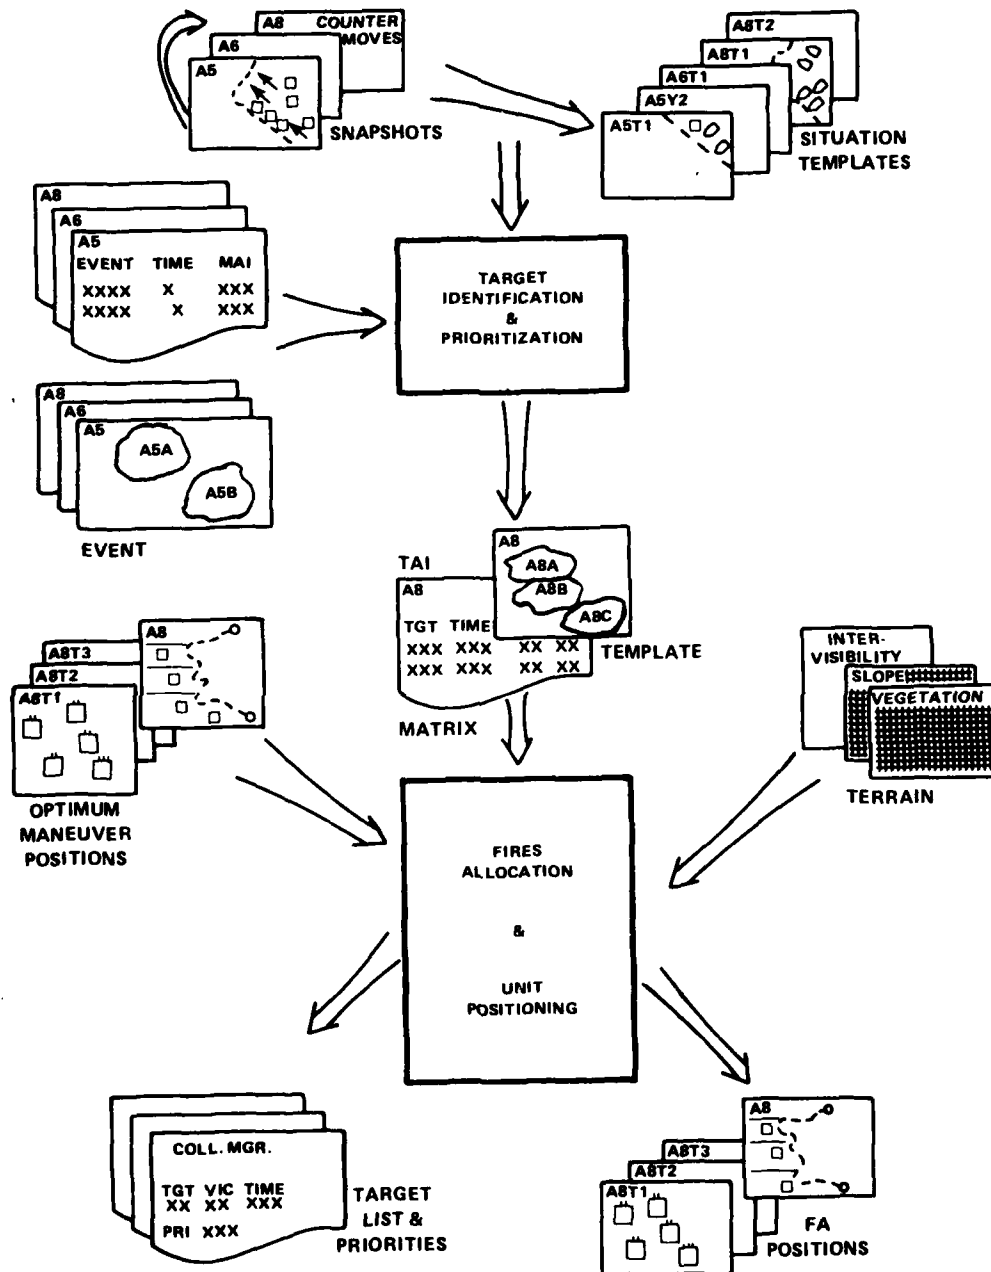 A8 COUNTER
MOVES
A6
A5
SNAPSHOTS
A8T2
A8T1
A6T1
A5Y2
A5T1
SITUATION
TEMPLATES
A8
A6
A5
EVENT TIME MAI
XXXX X XXX
XXXX X XXX
TARGET
IDENTIFICATION
&
PRIORITIZATION
A8
A6
A5
A5A
A5B
EVENT
TAI
A8
A8A
A8B
A8C
A8
TGT TIME
XXX XXX XX XX
XXX XXX XX XX
TEMPLATE
MATRIX
A8
A8T3
A8T2
A8T1
OPTIMUM
MANEUVER
POSITIONS
INTER-
VISIBILITY
SLOPE
VEGETATION
TERRAIN
FIRES
ALLOCATION
&
UNIT
POSITIONING
COLL. MGR.
TGT VIC TIME
XX XX XXX
PRI XXX
TARGET
LIST &
PRIORITIES
A8
A8T3
A8T2
A8T1
FA
POSITIONS